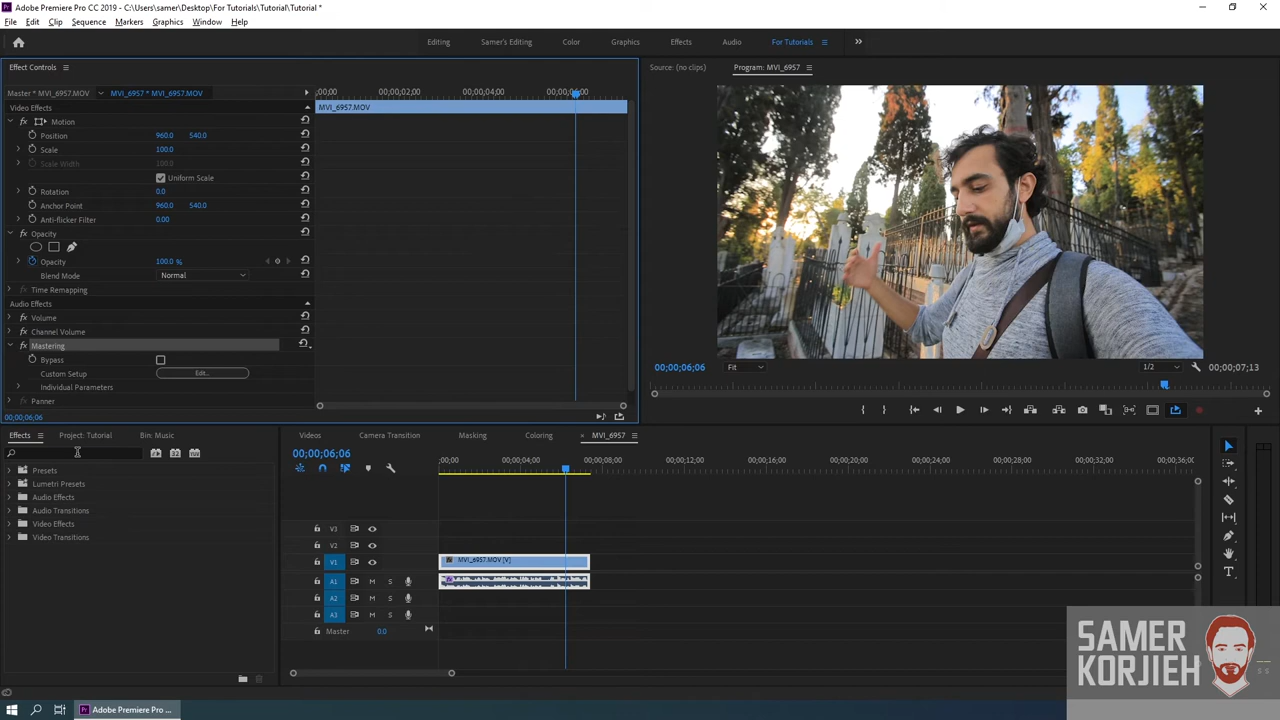 Adobe Premiere Pro CC 2019 - C:\Users\samer\Desktop\For Tutorials\Tutorial\Tutorial *
File Edit Clip Sequence Markers Graphics Window Help
Editing Samer's Editing Color Graphics Effects Audio For Tutorials
Effect Controls
Master * MVI_6957.MOV MVI_6957 * MVI_6957.MOV
:00;00 00;00;02;00 00;00;04;00 00;00;06;00
Video Effects
MVI_6957.MOV
fx Motion
Position 960.0 540.0
Scale 100.0
Scale Width 100.0
Uniform Scale
Rotation 0.0
Anchor Point 960.0 540.0
Anti-flicker Filter 0.00
Opacity
Opacity 100.0 %
Blend Mode Normal
Time Remapping
Audio Effects
fx Volume
fx Channel Volume
fx Mastering
Bypass
Custom Setup Edit...
Individual Parameters
fx Panner
00;00;06;06
Source: (no clips) Program: MVI_6957
00;00;06;06 Fit 1/2 00;00;07;13
Effects Project: Tutorial Bin: Music
Presets
Lumetri Presets
Audio Effects
Audio Transitions
Video Effects
Video Transitions
Videos Camera Transition Masking Coloring MVI_6957
00;00;06;06
:00;00 00;00;04;00 00;00;08;00 00;00;12;00 00;00;16;00 00;00;20;00 00;00;24;00 00;00;28;00 00;00;32;00 00;00;36;0
V3
V2
V1 MVI_6957.MOV [V]
A1 M S
A2 M S
A3 M S
Master 0.0
S S
SAMER
KORJIEH
Adobe Premiere Pro ...